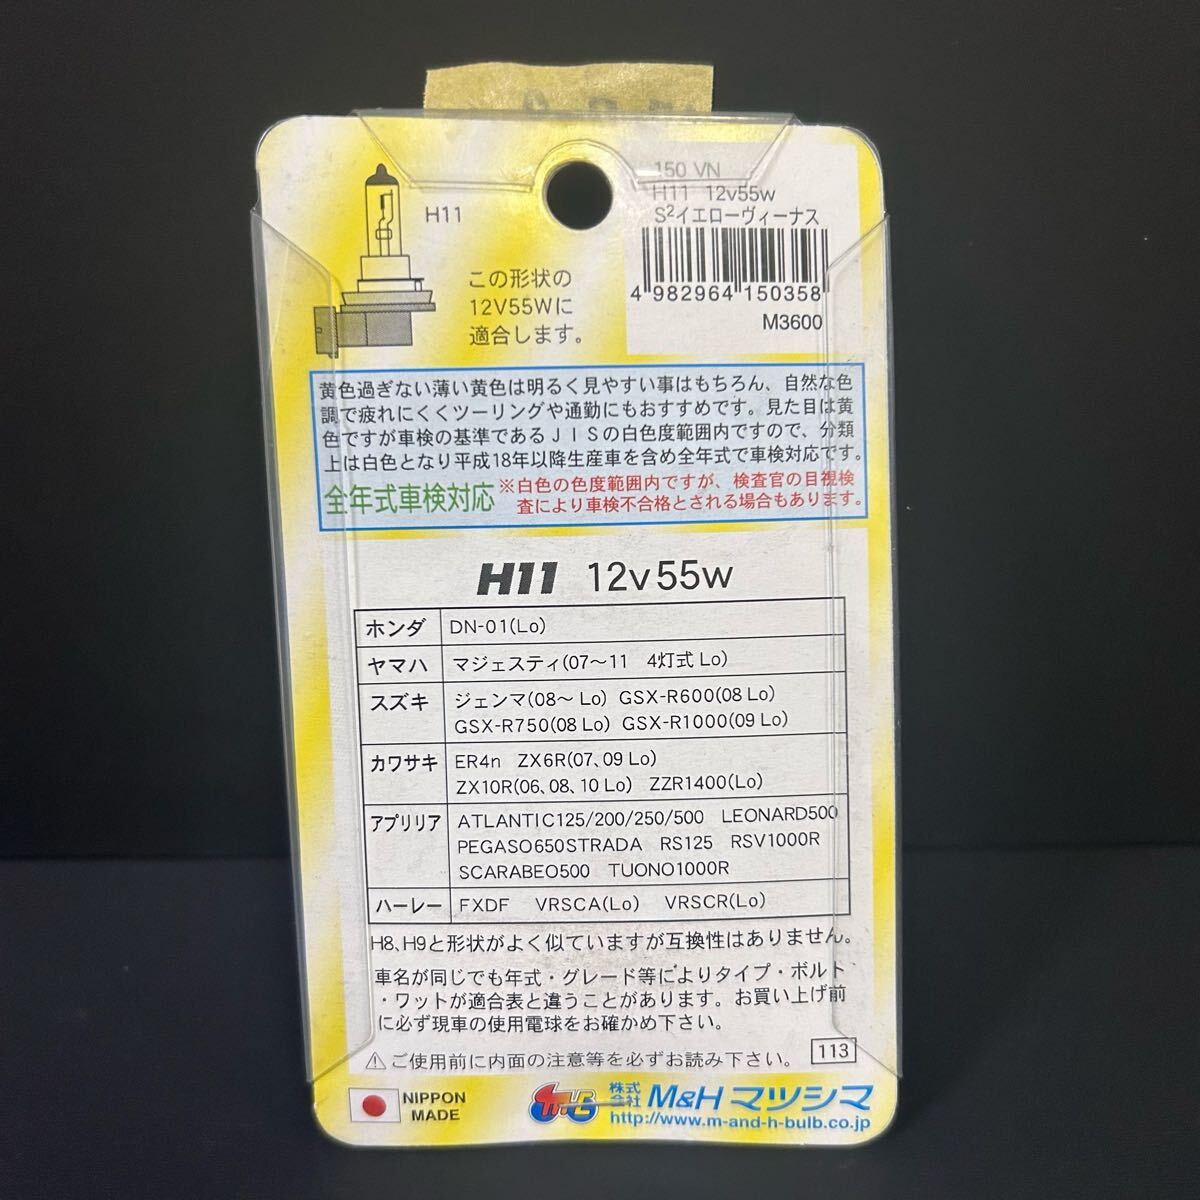 H11
この形状の
12V55Wに
適合します。
150 VN
H11 12v55w
S²イエローヴィーナス
4 982964 150358
M3600
黄色過ぎない薄い黄色は明るく見やすい事はもちろん、自然な色
調で疲れにくくツーリングや通勤にもおすすめです。見た目は黄
色ですが車検の基準であるJISの白色度範囲内ですので、分類
上は白色となり平成18年以降生産車を含め全年式で車検対応です。
全年式車検対応
※白色の色度範囲内ですが、検査官の目視検
査により車検不合格とされる場合もあります。
H11 12v55w
ホンダ DN-01(Lo)
ヤマハ マジェスティ(07〜11 4灯式Lo)
スズキ ジェンマ(08〜 Lo) GSX-R600(08 Lo)
GSX-R750(08 Lo) GSX-R1000(09 Lo)
カワサキ ER4n ZX6R(07、09 Lo)
ZX10R(06、08、10 Lo) ZZR1400(Lo)
アプリリア ATLANTIC125/200/250/500 LEONARD500
PEGASO650STRADA RS125 RSV1000R
SCARABEO500 TUONO1000R
ハーレー FXDF VRSCA(Lo) VRSCR(Lo)
H8、H9と形状がよく似ていますが互換性はありません。
車名が同じでも年式・グレード等によりタイプ・ボルト
・ワットが適合表と違うことがあります。お買い上げ前
に必ず現車の使用電球をお確かめ下さい。
⚠ご使用前に内面の注意等を必ずお読み下さい。
113
NIPPON
MADE
株式会社 M&Hマツシマ
http://www.m-and-h-bulb.co.jp